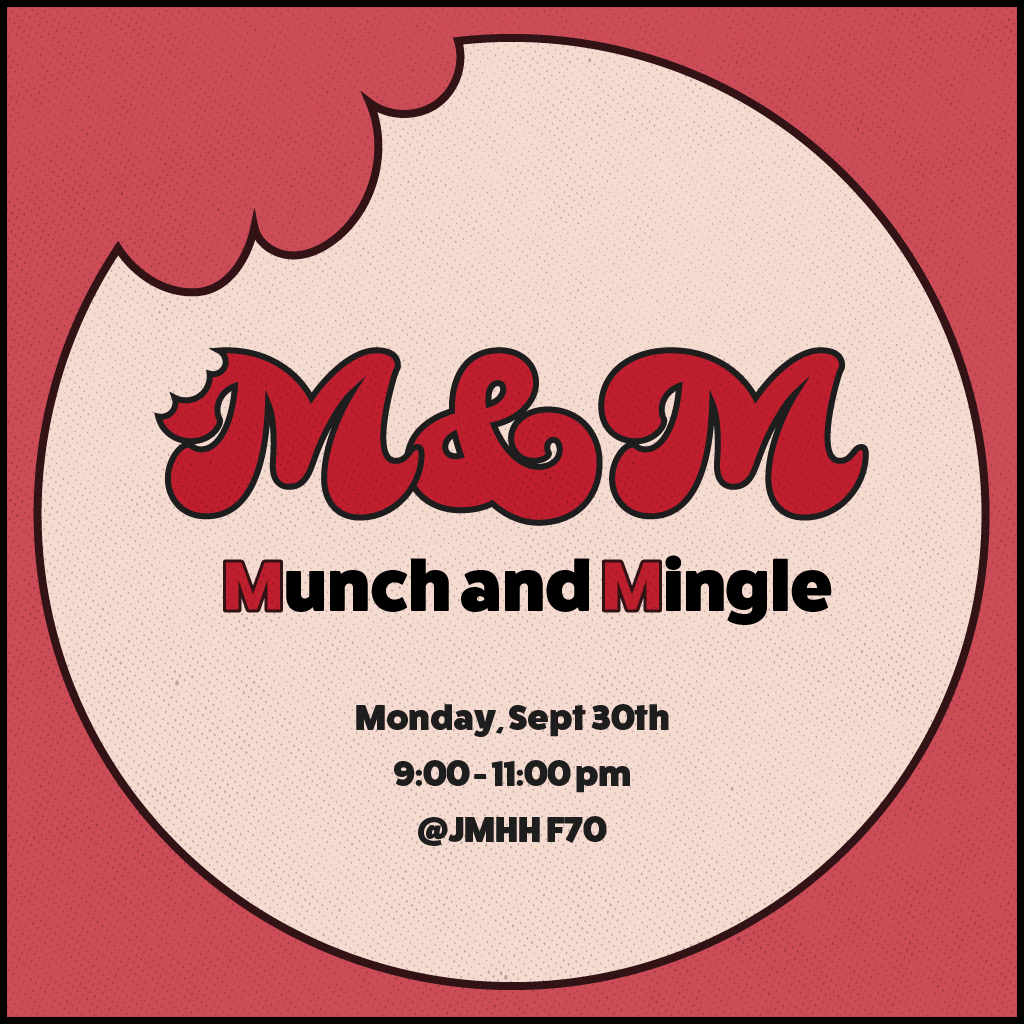 M&M
Munch and Mingle
Monday, Sept 30th
9:00 - 11:00 pm
@JMHH F70